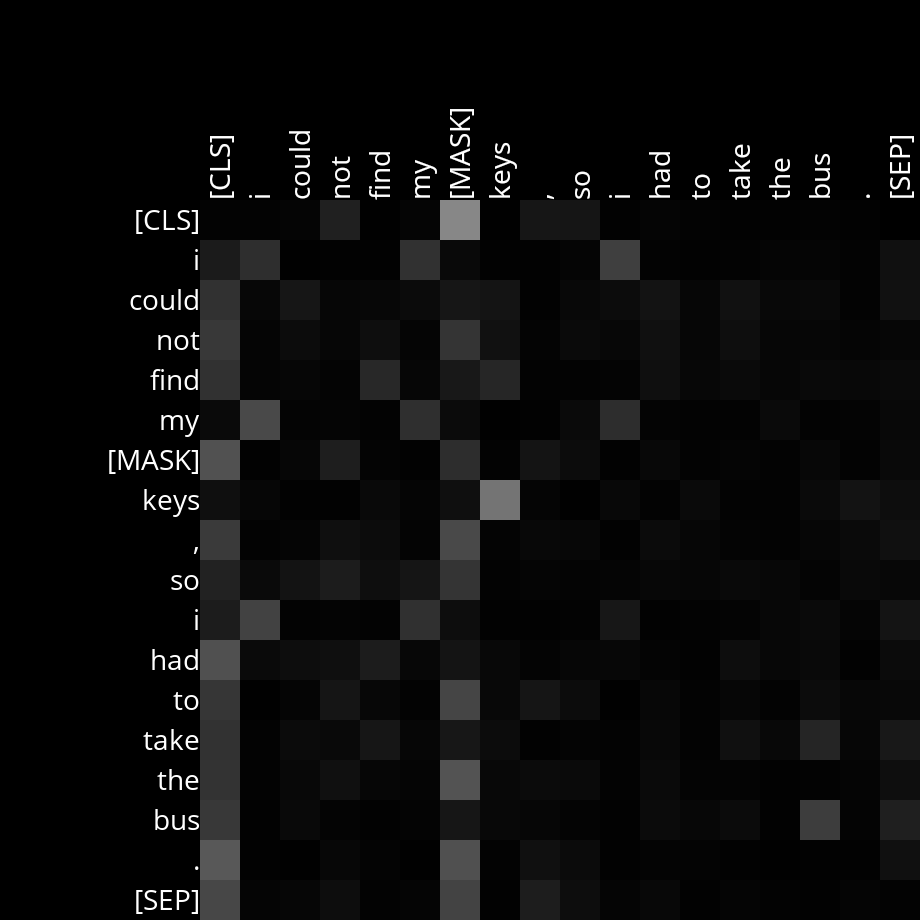 [CLS] i could not find my [MASK] keys , so i had to take the bus . [SEP]
[CLS]
i
could
not
find
my
[MASK]
keys
,
so
i
had
to
take
the
bus
.
[SEP]